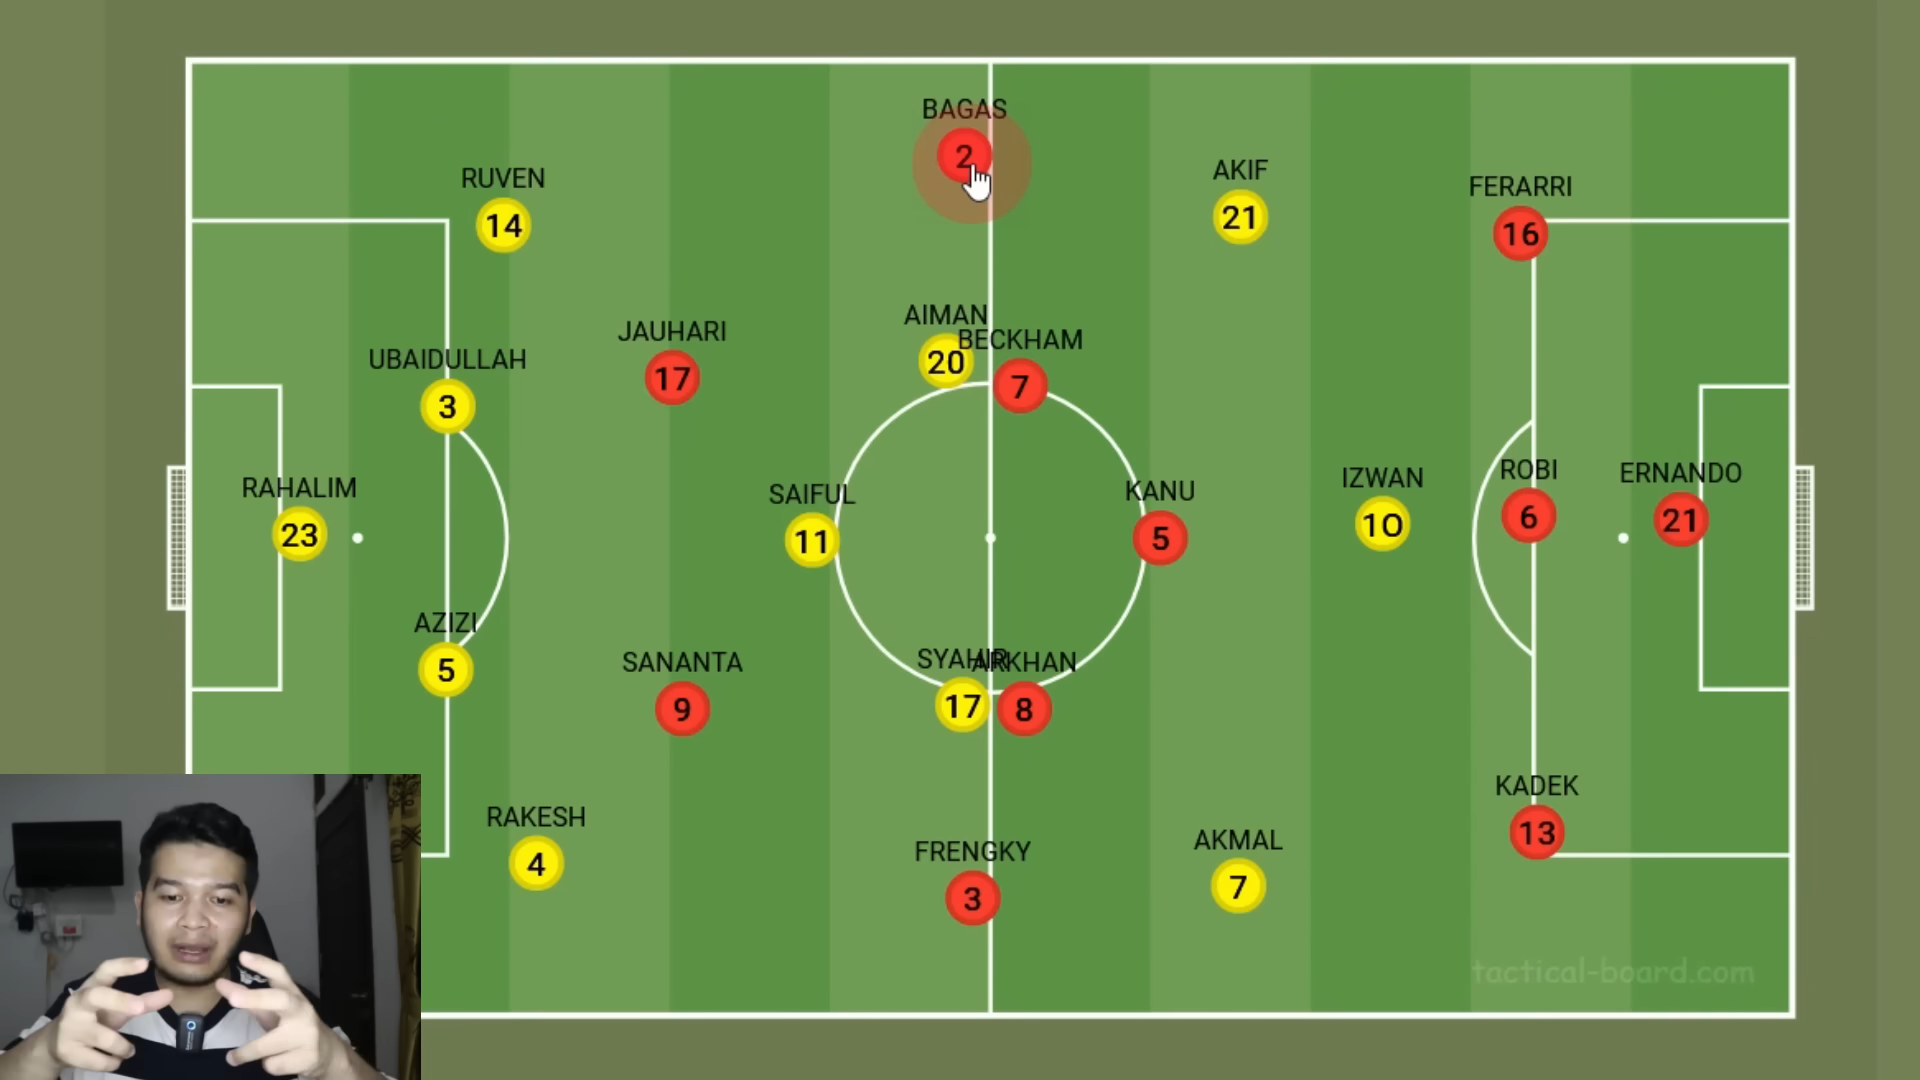 BAGAS
2
RUVEN
14
AKIF
21
FERARRI
16
JAUHARI
17
AIMAN
20
BECKHAM
7
UBAIDULLAH
3
RAHALIM
23
SAIFUL
11
KANU
5
IZWAN
10
ROBI
6
ERNANDO
21
AZIZI
5
SANANTA
9
SYAHIR
17
ARKHAN
8
RAKESH
4
FRENGKY
3
AKMAL
7
KADEK
13
tactical-board.com